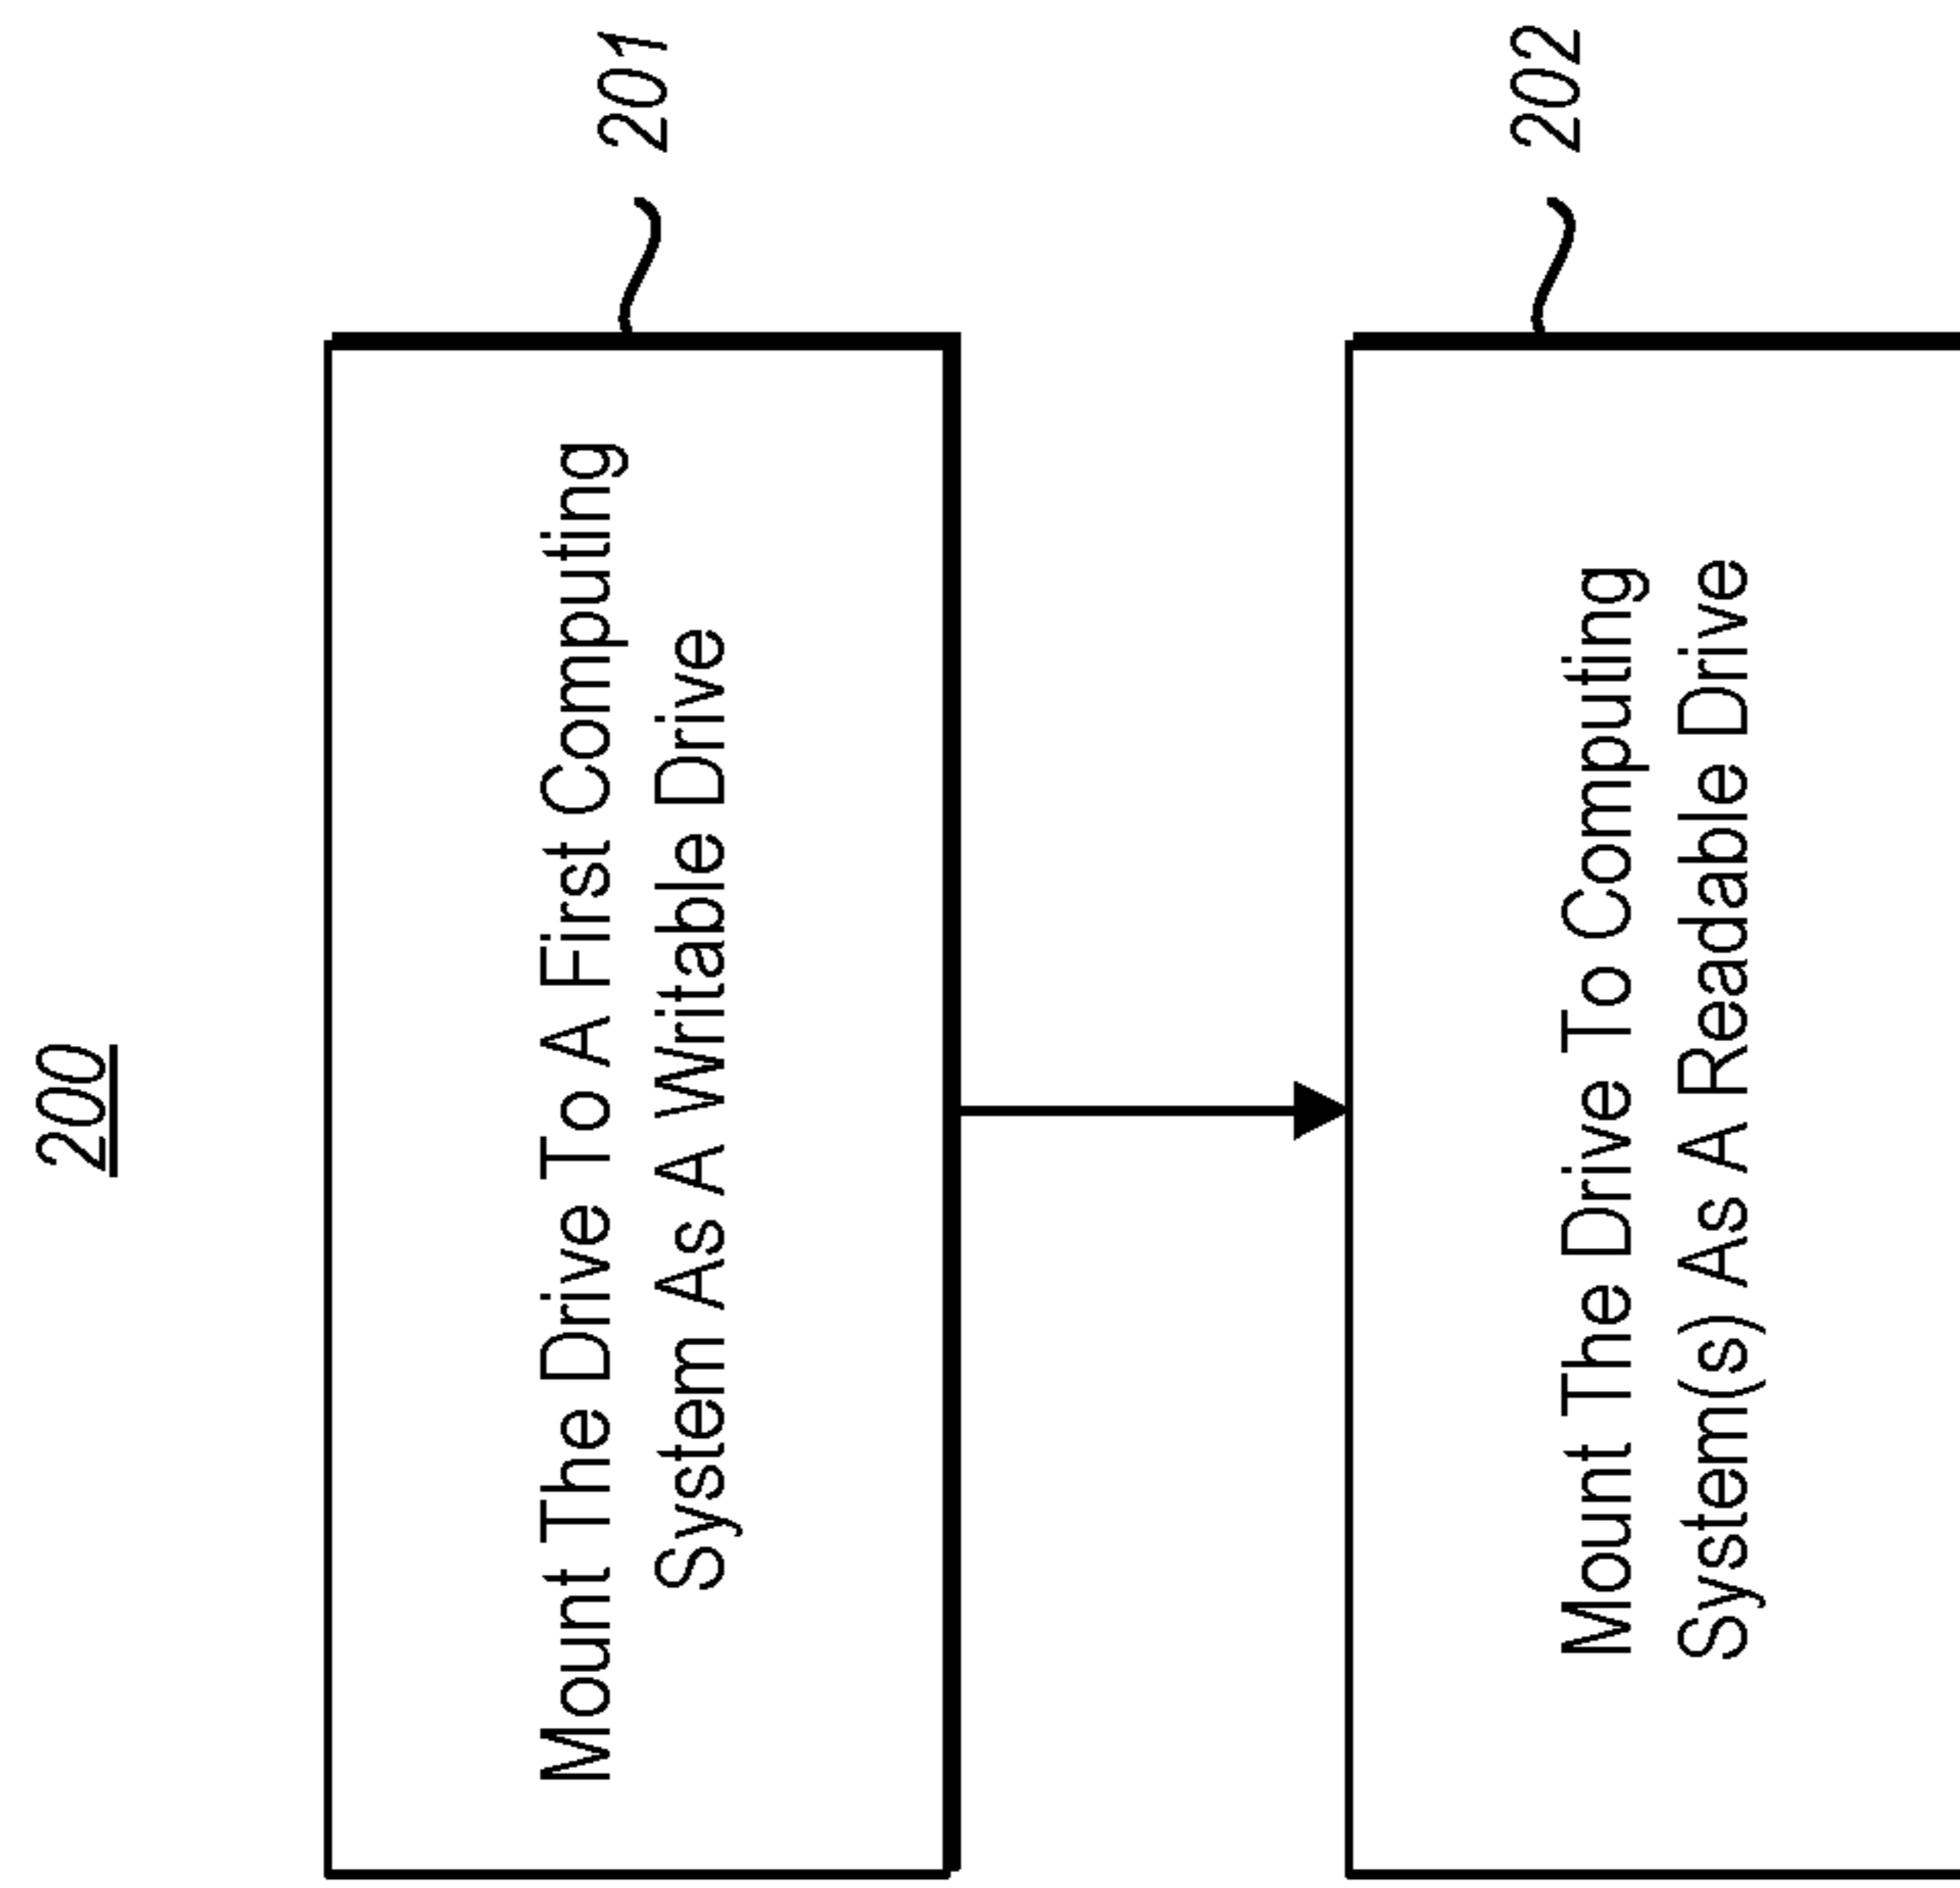 200
Mount The Drive To A First Computing
System As A Writable Drive
201
Mount The Drive To Computing
System(s) As A Readable Drive
202